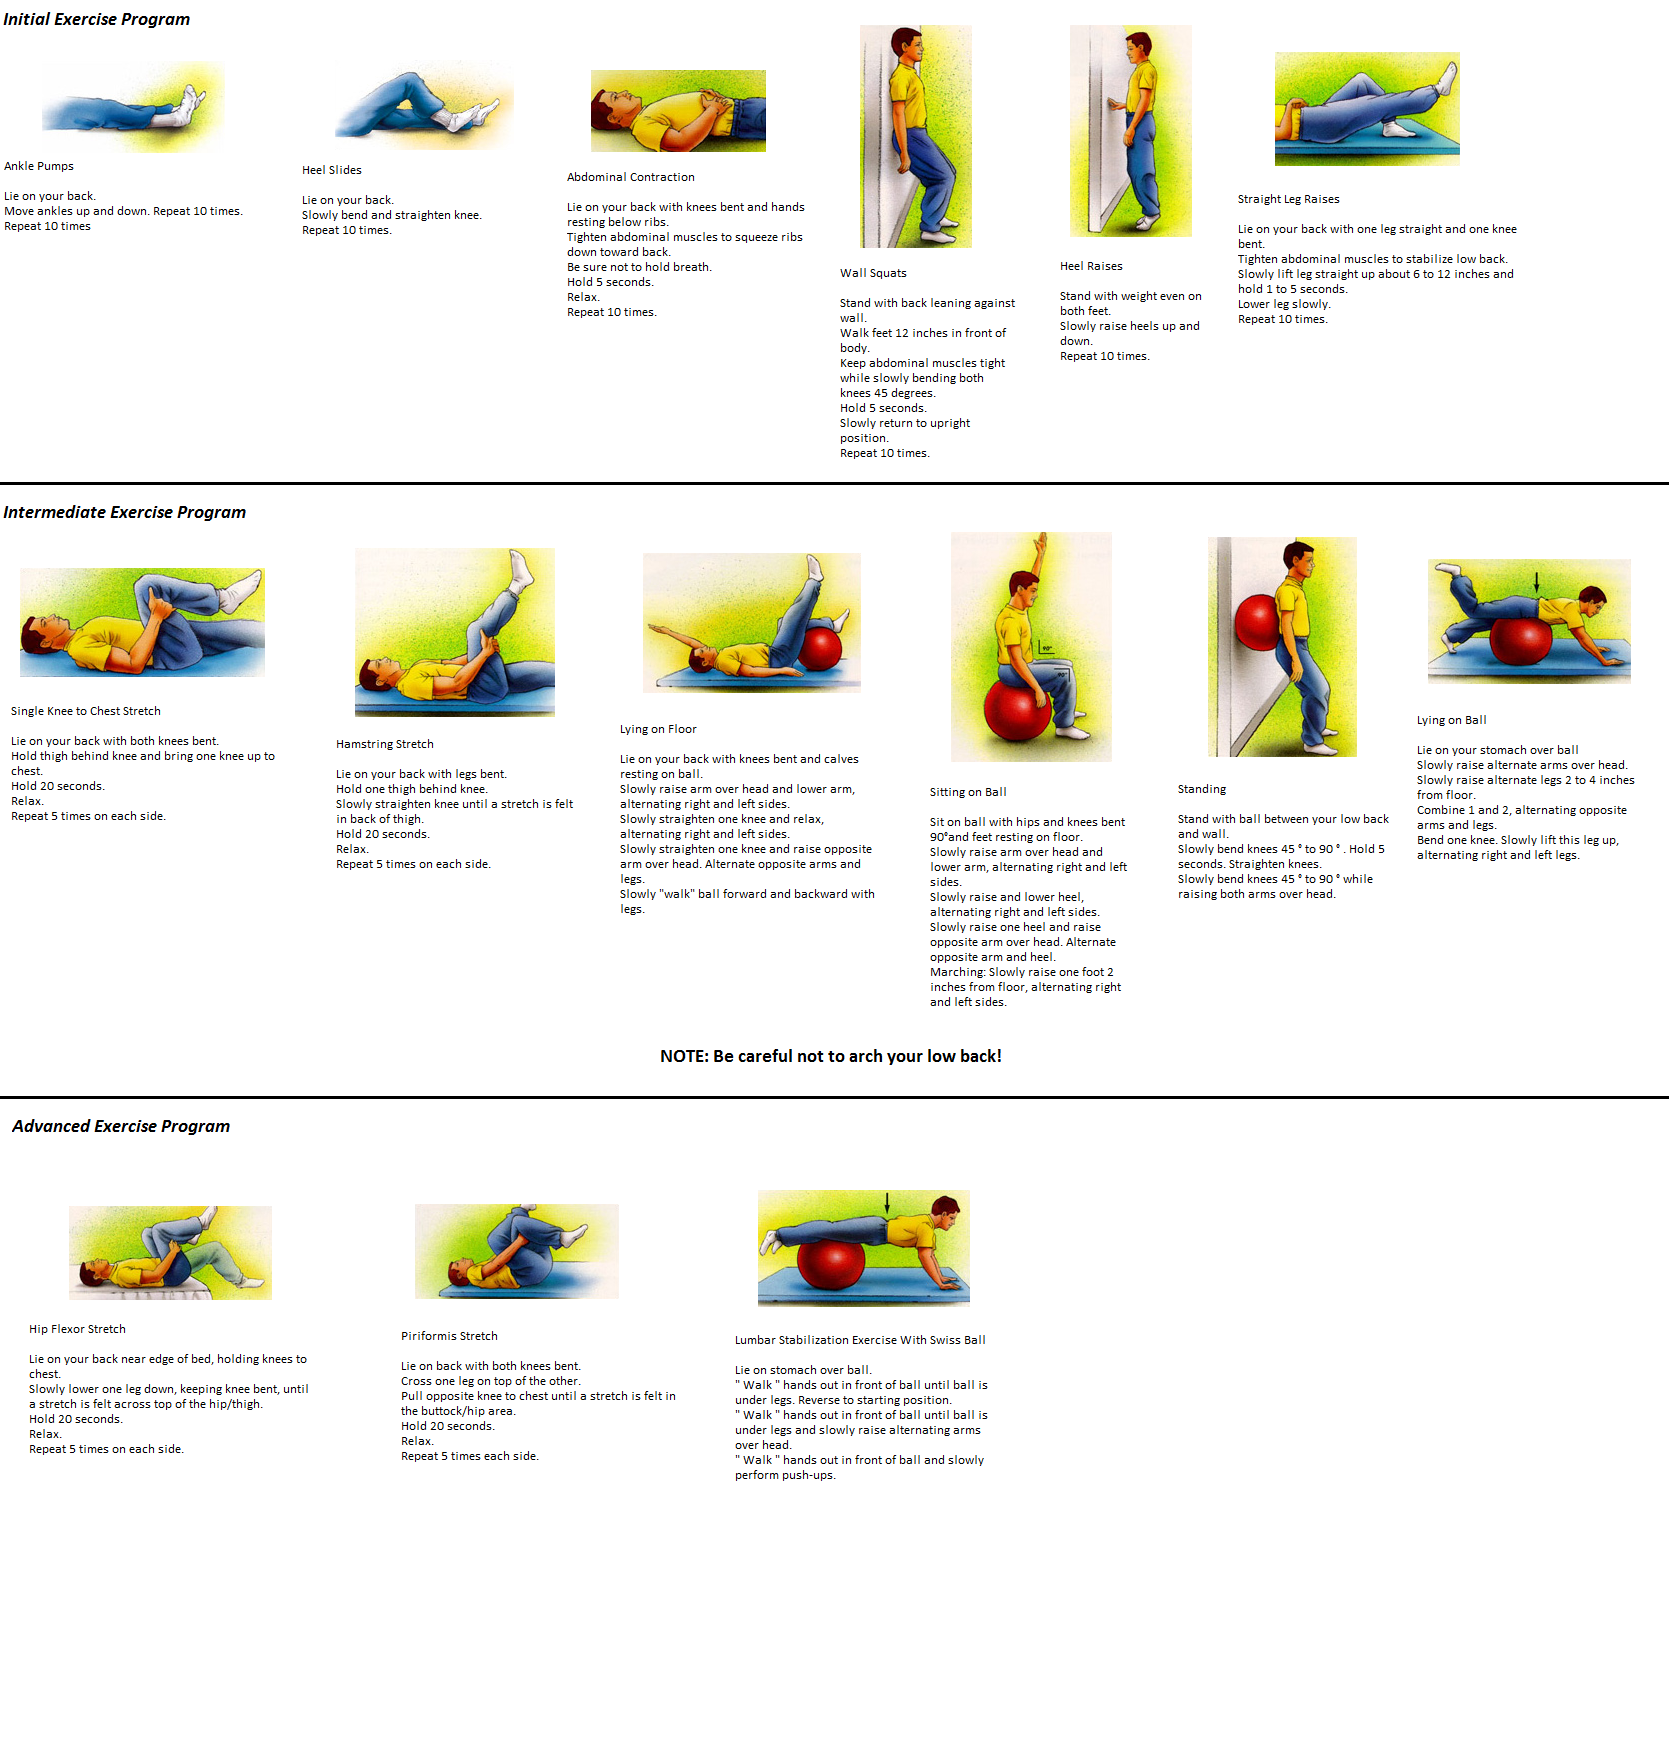 Initial Exercise Program
Ankle Pumps
Lie on your back.
Move ankles up and down. Repeat 10 times.
Repeat 10 times
Heel Slides
Lie on your back.
Slowly bend and straighten knee.
Repeat 10 times.
Abdominal Contraction
Lie on your back with knees bent and hands
resting below ribs.
Tighten abdominal muscles to squeeze ribs
down toward back.
Be sure not to hold breath.
Hold 5 seconds.
Relax.
Repeat 10 times.
Wall Squats
Stand with back leaning against
wall.
Walk feet 12 inches in front of
body.
Keep abdominal muscles tight
while slowly bending both
knees 45 degrees.
Hold 5 seconds.
Slowly return to upright
position.
Repeat 10 times.
Heel Raises
Stand with weight even on
both feet.
Slowly raise heels up and
down.
Repeat 10 times.
Straight Leg Raises
Lie on your back with one leg straight and one knee
bent.
Tighten abdominal muscles to stabilize low back.
Slowly lift leg straight up about 6 to 12 inches and
hold 1 to 5 seconds.
Lower leg slowly.
Repeat 10 times.
Intermediate Exercise Program
Single Knee to Chest Stretch
Lie on your back with both knees bent.
Hold thigh behind knee and bring one knee up to
chest.
Hold 20 seconds.
Relax.
Repeat 5 times on each side.
Hamstring Stretch
Lie on your back with legs bent.
Hold one thigh behind knee.
Slowly straighten knee until a stretch is felt
in back of thigh.
Hold 20 seconds.
Relax.
Repeat 5 times on each side.
Lying on Floor
Lie on your back with knees bent and calves
resting on ball.
Slowly raise arm over head and lower arm,
alternating right and left sides.
Slowly straighten one knee and relax,
alternating right and left sides.
Slowly straighten one knee and raise opposite
arm over head. Alternate opposite arms and
legs.
Slowly "walk" ball forward and backward with
legs.
90°
90°
Sitting on Ball
Sit on ball with hips and knees bent
90°and feet resting on floor.
Slowly raise arm over head and
lower arm, alternating right and left
sides.
Slowly raise and lower heel,
alternating right and left sides.
Slowly raise one heel and raise
opposite arm over head. Alternate
opposite arm and heel.
Marching: Slowly raise one foot 2
inches from floor, alternating right
and left sides.
Standing
Stand with ball between your low back
and wall.
Slowly bend knees 45 ° to 90 ° . Hold 5
seconds. Straighten knees.
Slowly bend knees 45 ° to 90 ° while
raising both arms over head.
Lying on Ball
Lie on your stomach over ball
Slowly raise alternate arms over head.
Slowly raise alternate legs 2 to 4 inches
from floor.
Combine 1 and 2, alternating opposite
arms and legs.
Bend one knee. Slowly lift this leg up,
alternating right and left legs.
NOTE: Be careful not to arch your low back!
Advanced Exercise Program
Hip Flexor Stretch
Lie on your back near edge of bed, holding knees to
chest.
Slowly lower one leg down, keeping knee bent, until
a stretch is felt across top of the hip/thigh.
Hold 20 seconds.
Relax.
Repeat 5 times on each side.
Piriformis Stretch
Lie on back with both knees bent.
Cross one leg on top of the other.
Pull opposite knee to chest until a stretch is felt in
the buttock/hip area.
Hold 20 seconds.
Relax.
Repeat 5 times each side.
Lumbar Stabilization Exercise With Swiss Ball
Lie on stomach over ball.
" Walk " hands out in front of ball until ball is
under legs. Reverse to starting position.
" Walk " hands out in front of ball until ball is
under legs and slowly raise alternating arms
over head.
" Walk " hands out in front of ball and slowly
perform push-ups.